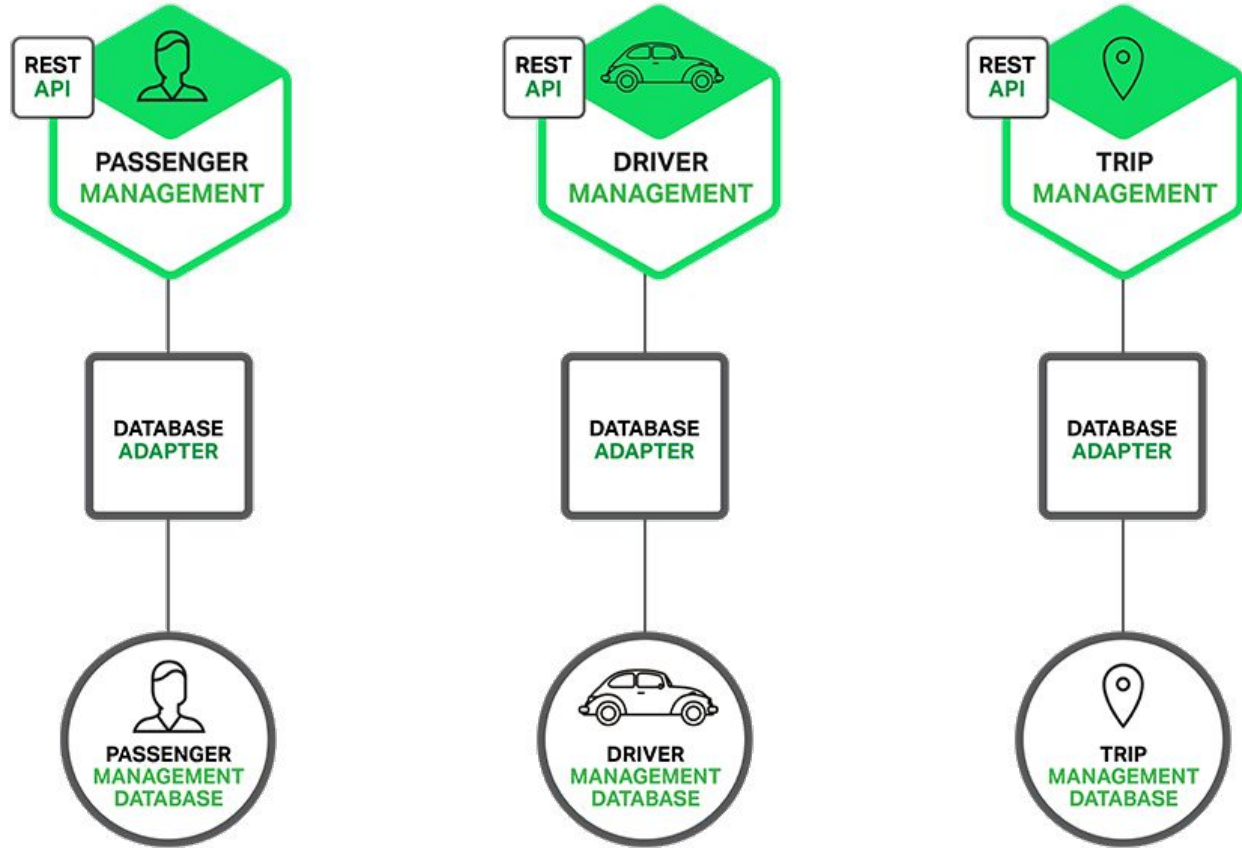 REST
API
PASSENGER
MANAGEMENT
REST
API
DRIVER
MANAGEMENT
REST
API
TRIP
MANAGEMENT
DATABASE
ADAPTER
DATABASE
ADAPTER
DATABASE
ADAPTER
PASSENGER
MANAGEMENT
DATABASE
DRIVER
MANAGEMENT
DATABASE
TRIP
MANAGEMENT
DATABASE